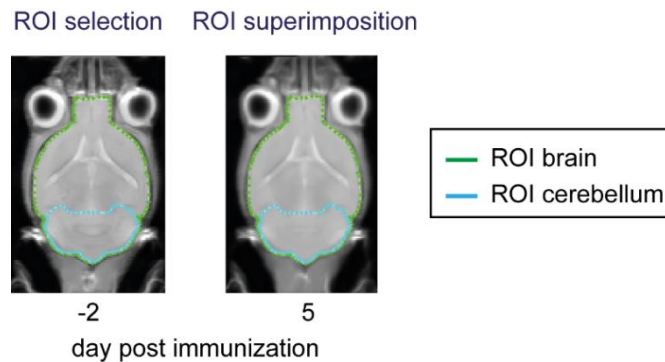 ROI selection
ROI superimposition
ROI brain
ROI cerebellum
-2
5
day post immunization